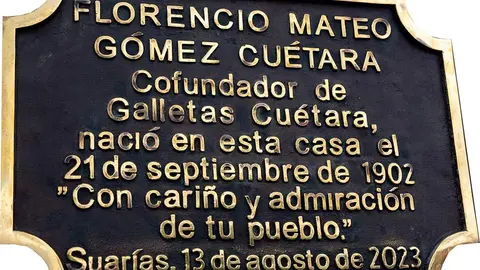 FLORENCIO MATEO
GÓMEZ CUÉTARA
Cofundador de
Galletas Cuétara,
nació en esta casa el
21 de septiembre de 1902
"Con cariño y admiración
de tu pueblo."
Suarías, 13 de agosto de 2023